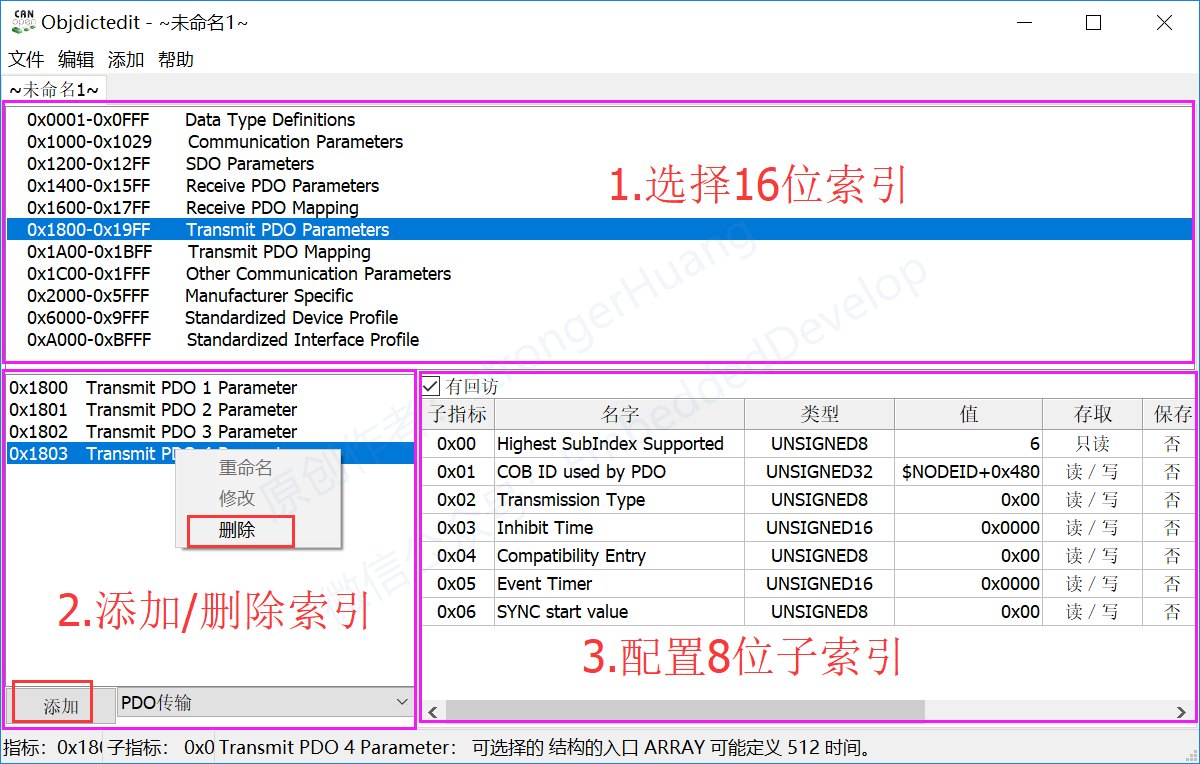 CAN open Objdictedit - ~未命名1~
文件 编辑 添加 帮助
~未命名1~
0x0001-0x0FFF Data Type Definitions
0x1000-0x1029 Communication Parameters
0x1200-0x12FF SDO Parameters
0x1400-0x15FF Receive PDO Parameters
0x1600-0x17FF Receive PDO Mapping
0x1800-0x19FF Transmit PDO Parameters
0x1A00-0x1BFF Transmit PDO Mapping
0x1C00-0x1FFF Other Communication Parameters
0x2000-0x5FFF Manufacturer Specific
0x6000-0x9FFF Standardized Device Profile
0xA000-0xBFFF Standardized Interface Profile
1.选择16位索引
0x1800 Transmit PDO 1 Parameter
0x1801 Transmit PDO 2 Parameter
0x1802 Transmit PDO 3 Parameter
0x1803 Transmit PDO 4 Parameter
重命名
修改
删除
2.添加/删除索引
添加 PDO传输
有回访
子指标 名字 类型 值 存取 保存
0x00 Highest SubIndex Supported UNSIGNED8 6 只读 否
0x01 COB ID used by PDO UNSIGNED32 $NODEID+0x480 读 / 写 否
0x02 Transmission Type UNSIGNED8 0x00 读 / 写 否
0x03 Inhibit Time UNSIGNED16 0x0000 读 / 写 否
0x04 Compatibility Entry UNSIGNED8 0x00 读 / 写 否
0x05 Event Timer UNSIGNED16 0x0000 读 / 写 否
0x06 SYNC start value UNSIGNED8 0x00 读 / 写 否
3.配置8位子索引
指标: 0x180 子指标: 0x0 Transmit PDO 4 Parameter: 可选择的 结构的入口 ARRAY 可能定义 512 时间。